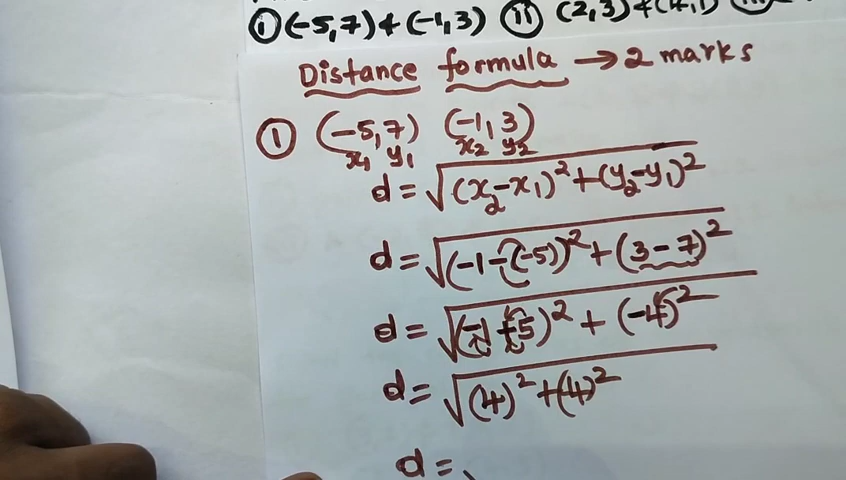 ① (-5,7) & (-1,3) ⑪ (2,3) & (4,1)
Distance formula → 2 marks
① (-5,7) (-1,3)
x₁ y₁ x₂ y₂
d = √(x₂-x₁)² + (y₂-y₁)²
d = √(-1-(-5))² + (3-7)²
d = √(-1+5)² + (-4)²
d = √(4)² + (4)²
d =